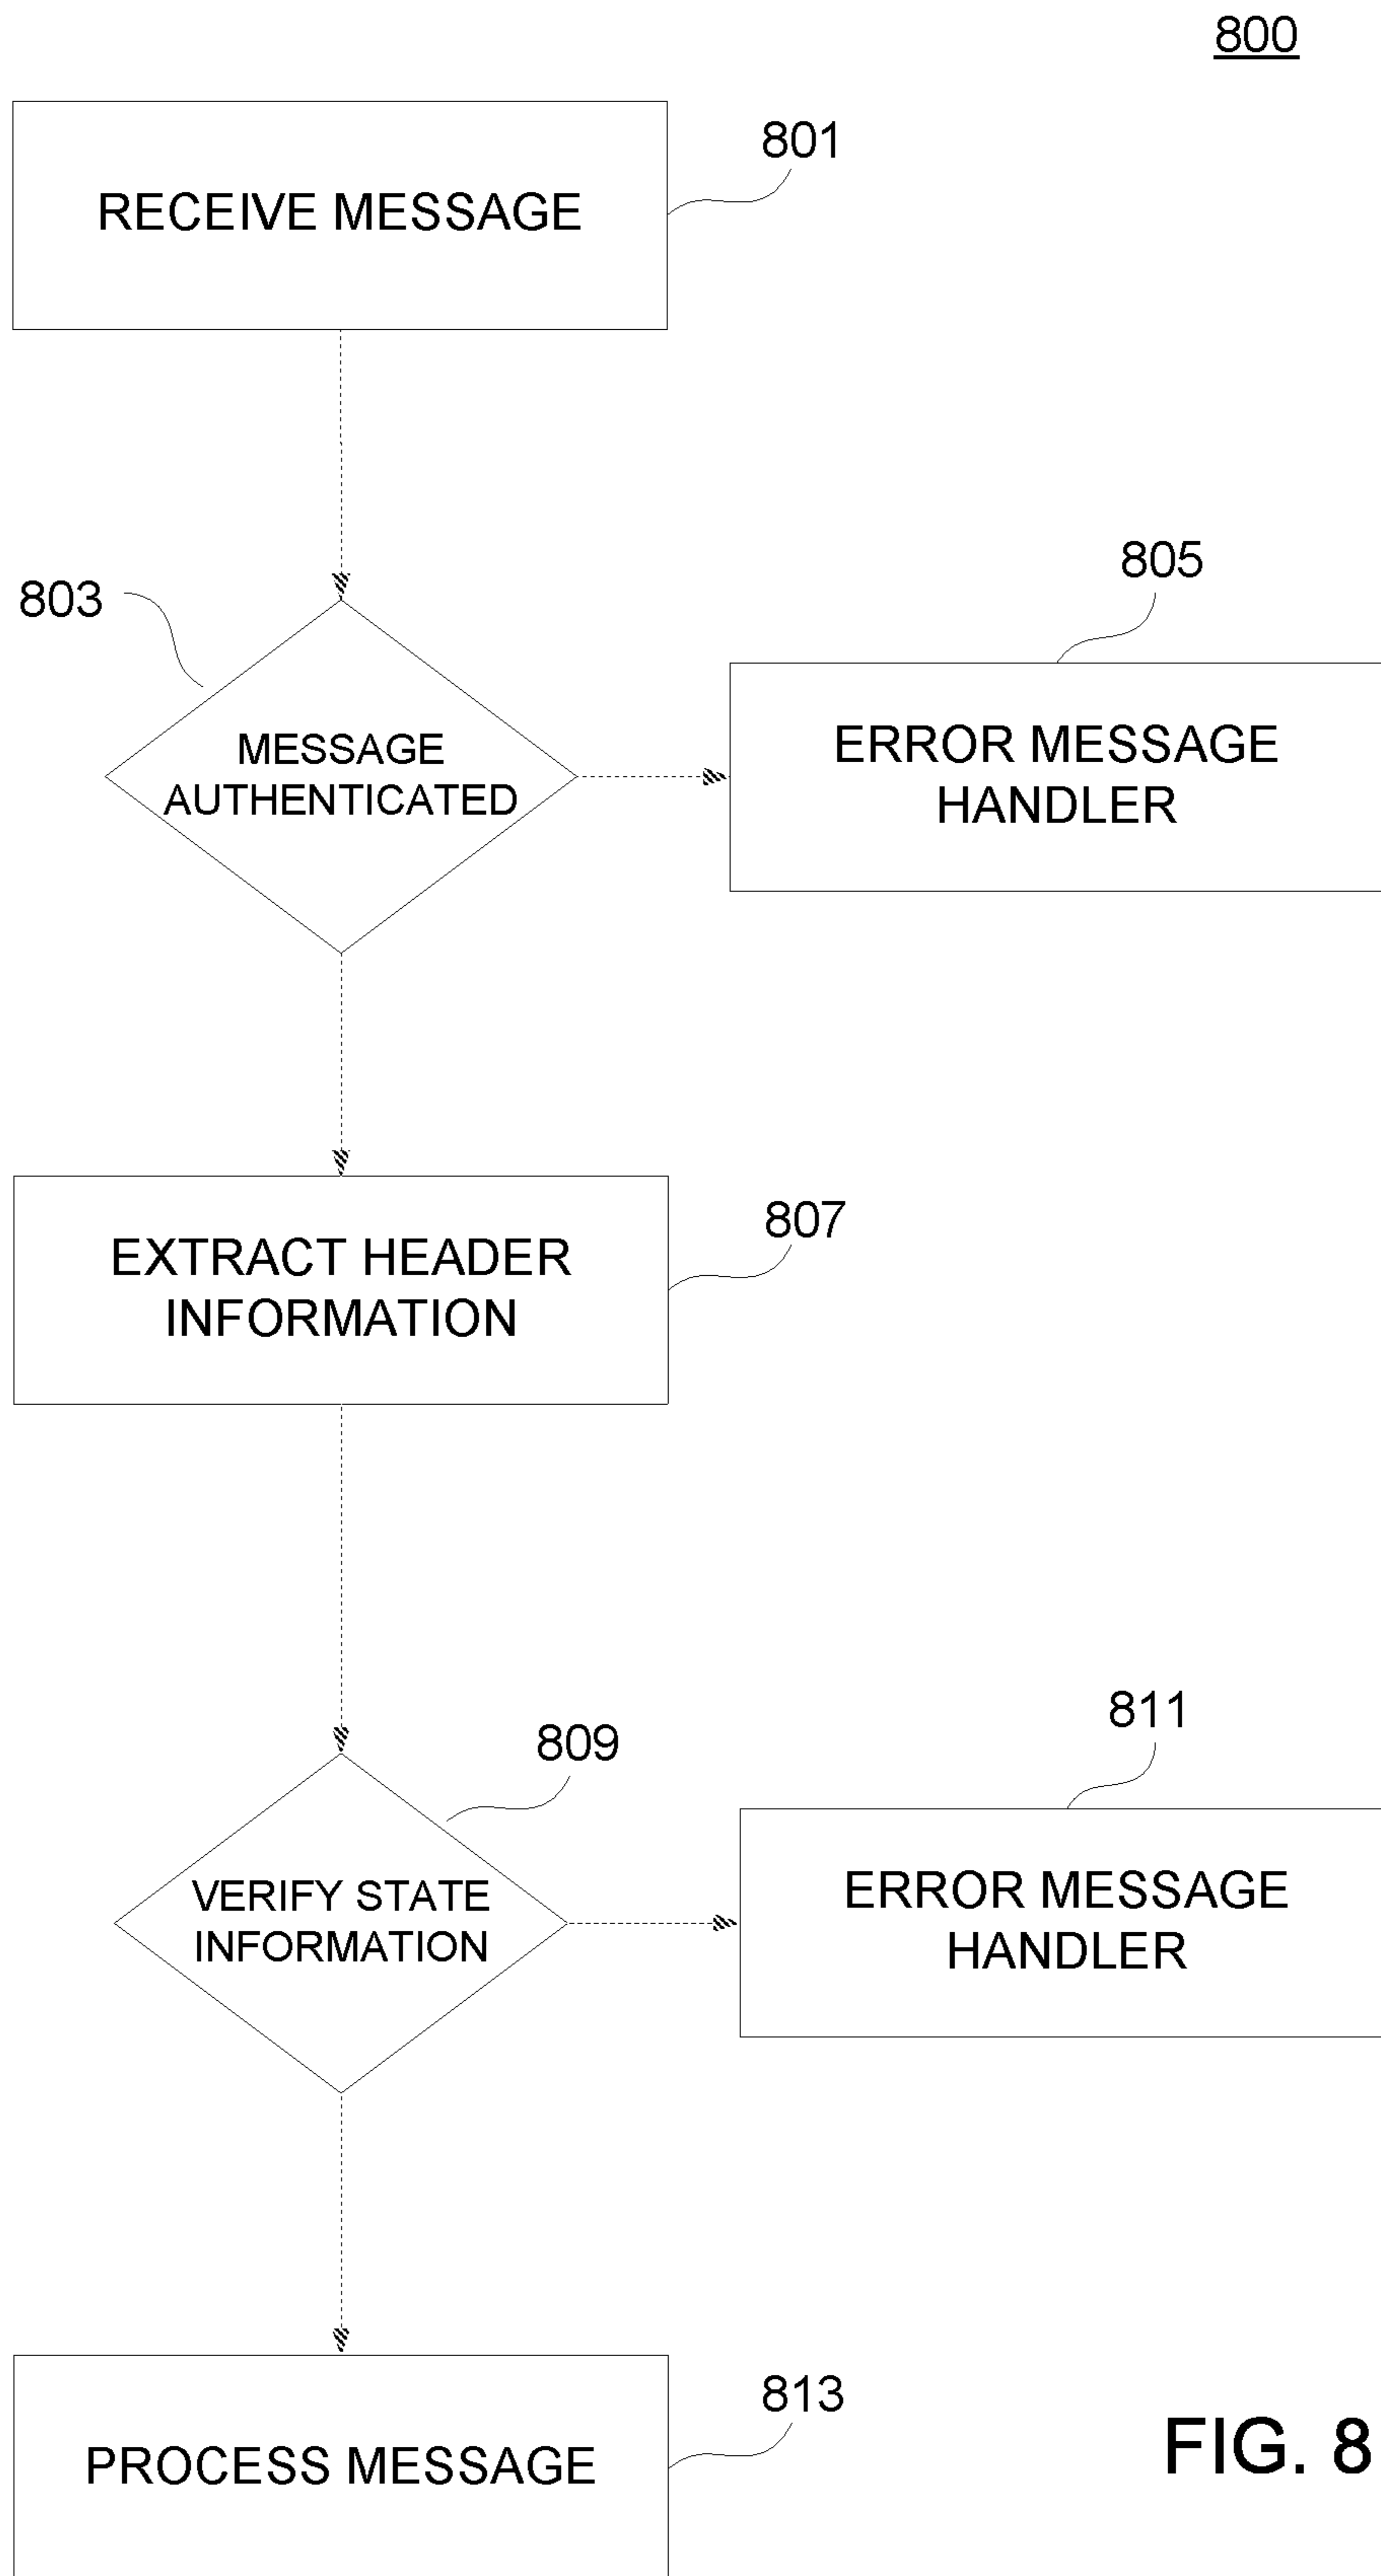 800
RECEIVE MESSAGE
801
803
MESSAGE
AUTHENTICATED
805
ERROR MESSAGE
HANDLER
EXTRACT HEADER
INFORMATION
807
809
VERIFY STATE
INFORMATION
811
ERROR MESSAGE
HANDLER
PROCESS MESSAGE
813
FIG. 8